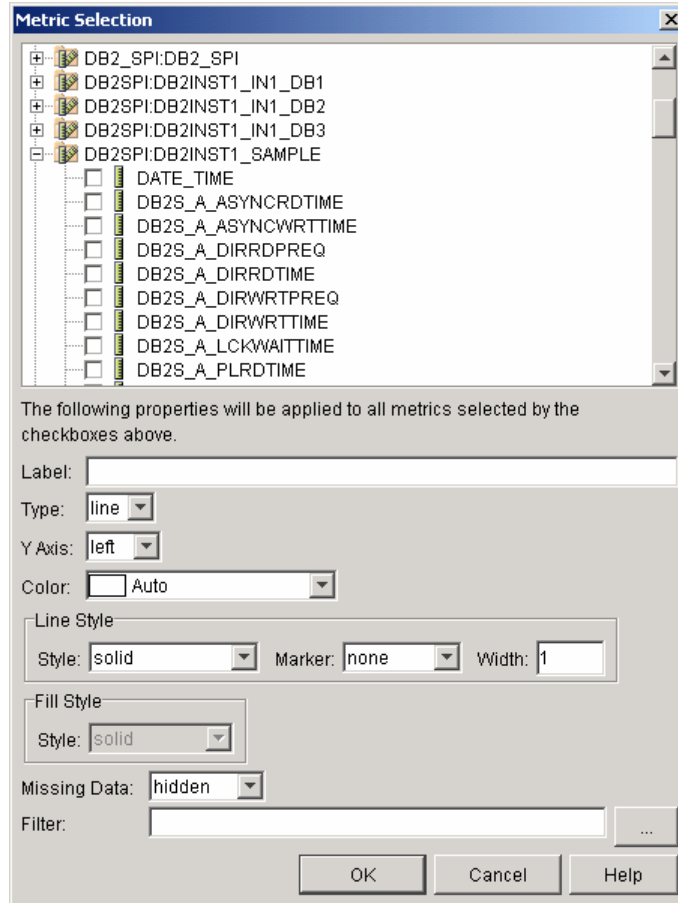 Metric Selection
DB2_SPI:DB2_SPI
DB2SPI:DB2INST1_IN1_DB1
DB2SPI:DB2INST1_IN1_DB2
DB2SPI:DB2INST1_IN1_DB3
DB2SPI:DB2INST1_SAMPLE
DATE_TIME
DB2S_A_ASYNCRDTIME
DB2S_A_ASYNCWRTTIME
DB2S_A_DIRRDPREQ
DB2S_A_DIRRDTIME
DB2S_A_DIRWRTPREQ
DB2S_A_DIRWRTTIME
DB2S_A_LCKWAITTIME
DB2S_A_PLRDTIME
The following properties will be applied to all metrics selected by the
checkboxes above.
Label:
Type: line
Y Axis: left
Color: Auto
Line Style
Style: solid Marker: none Width: 1
Fill Style
Style: solid
Missing Data: hidden
Filter: ...
OK Cancel Help